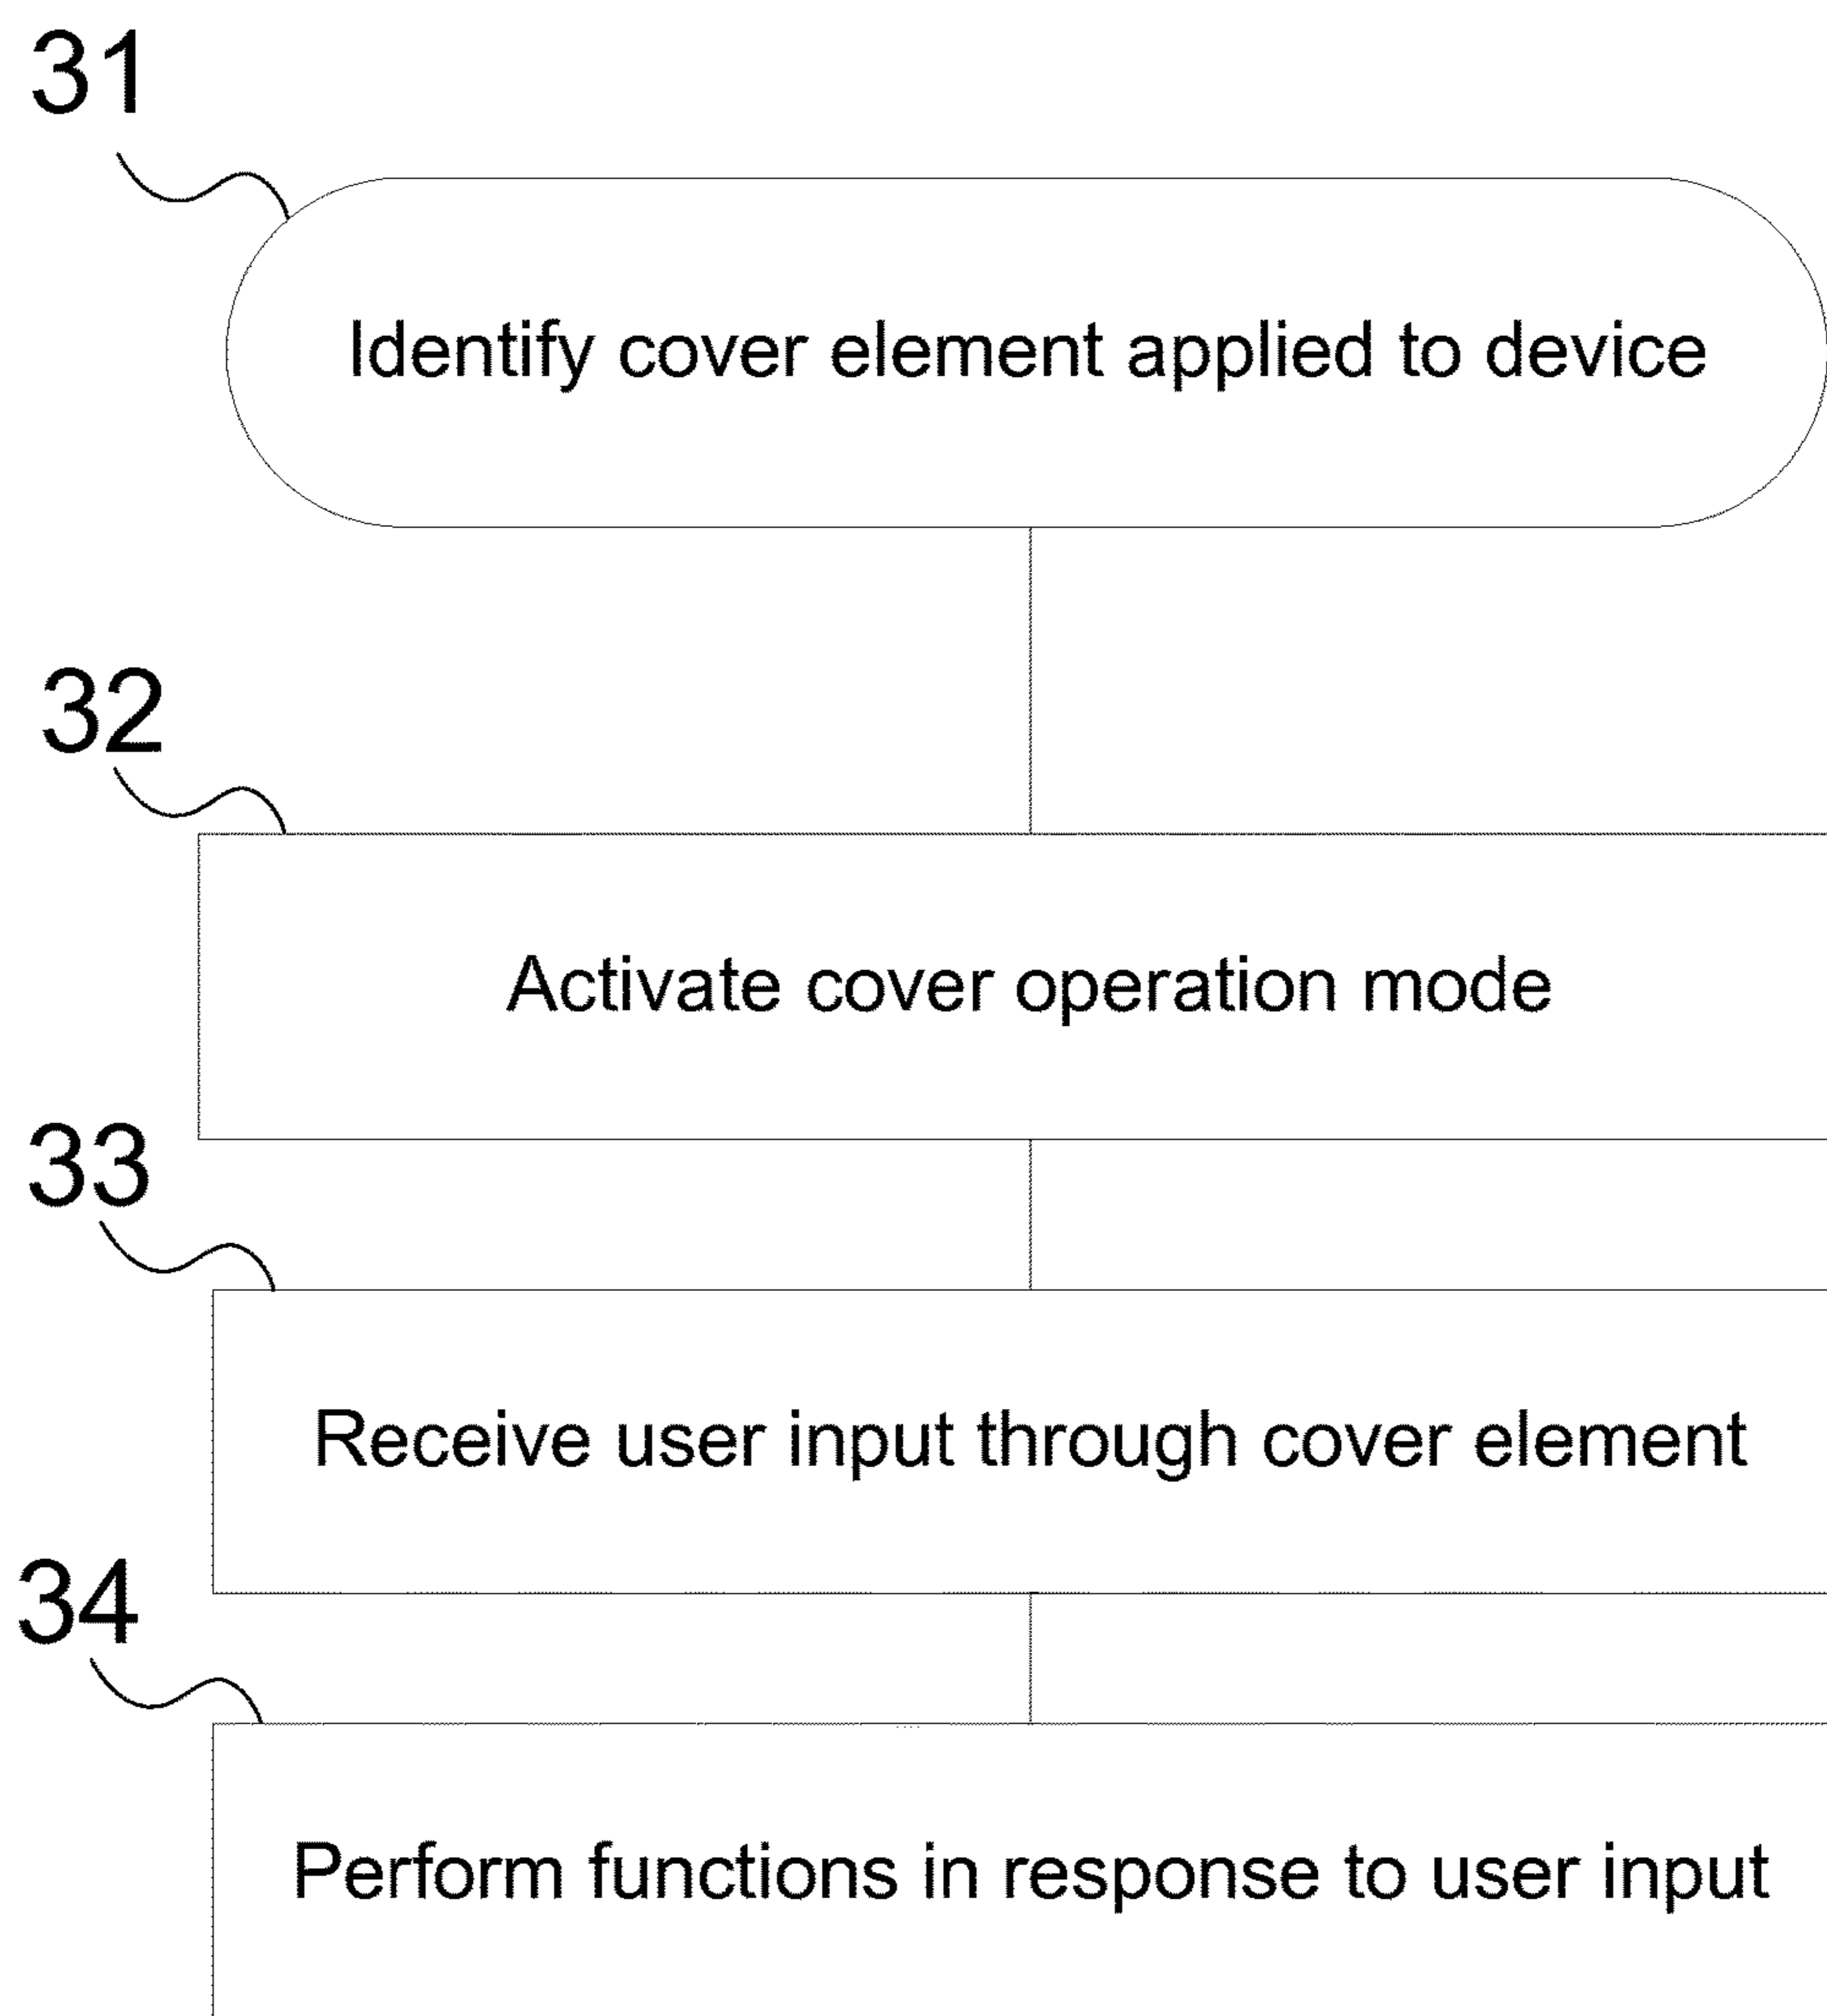 31
Identify cover element applied to device
32
Activate cover operation mode
33
Receive user input through cover element
34
Perform functions in response to user input